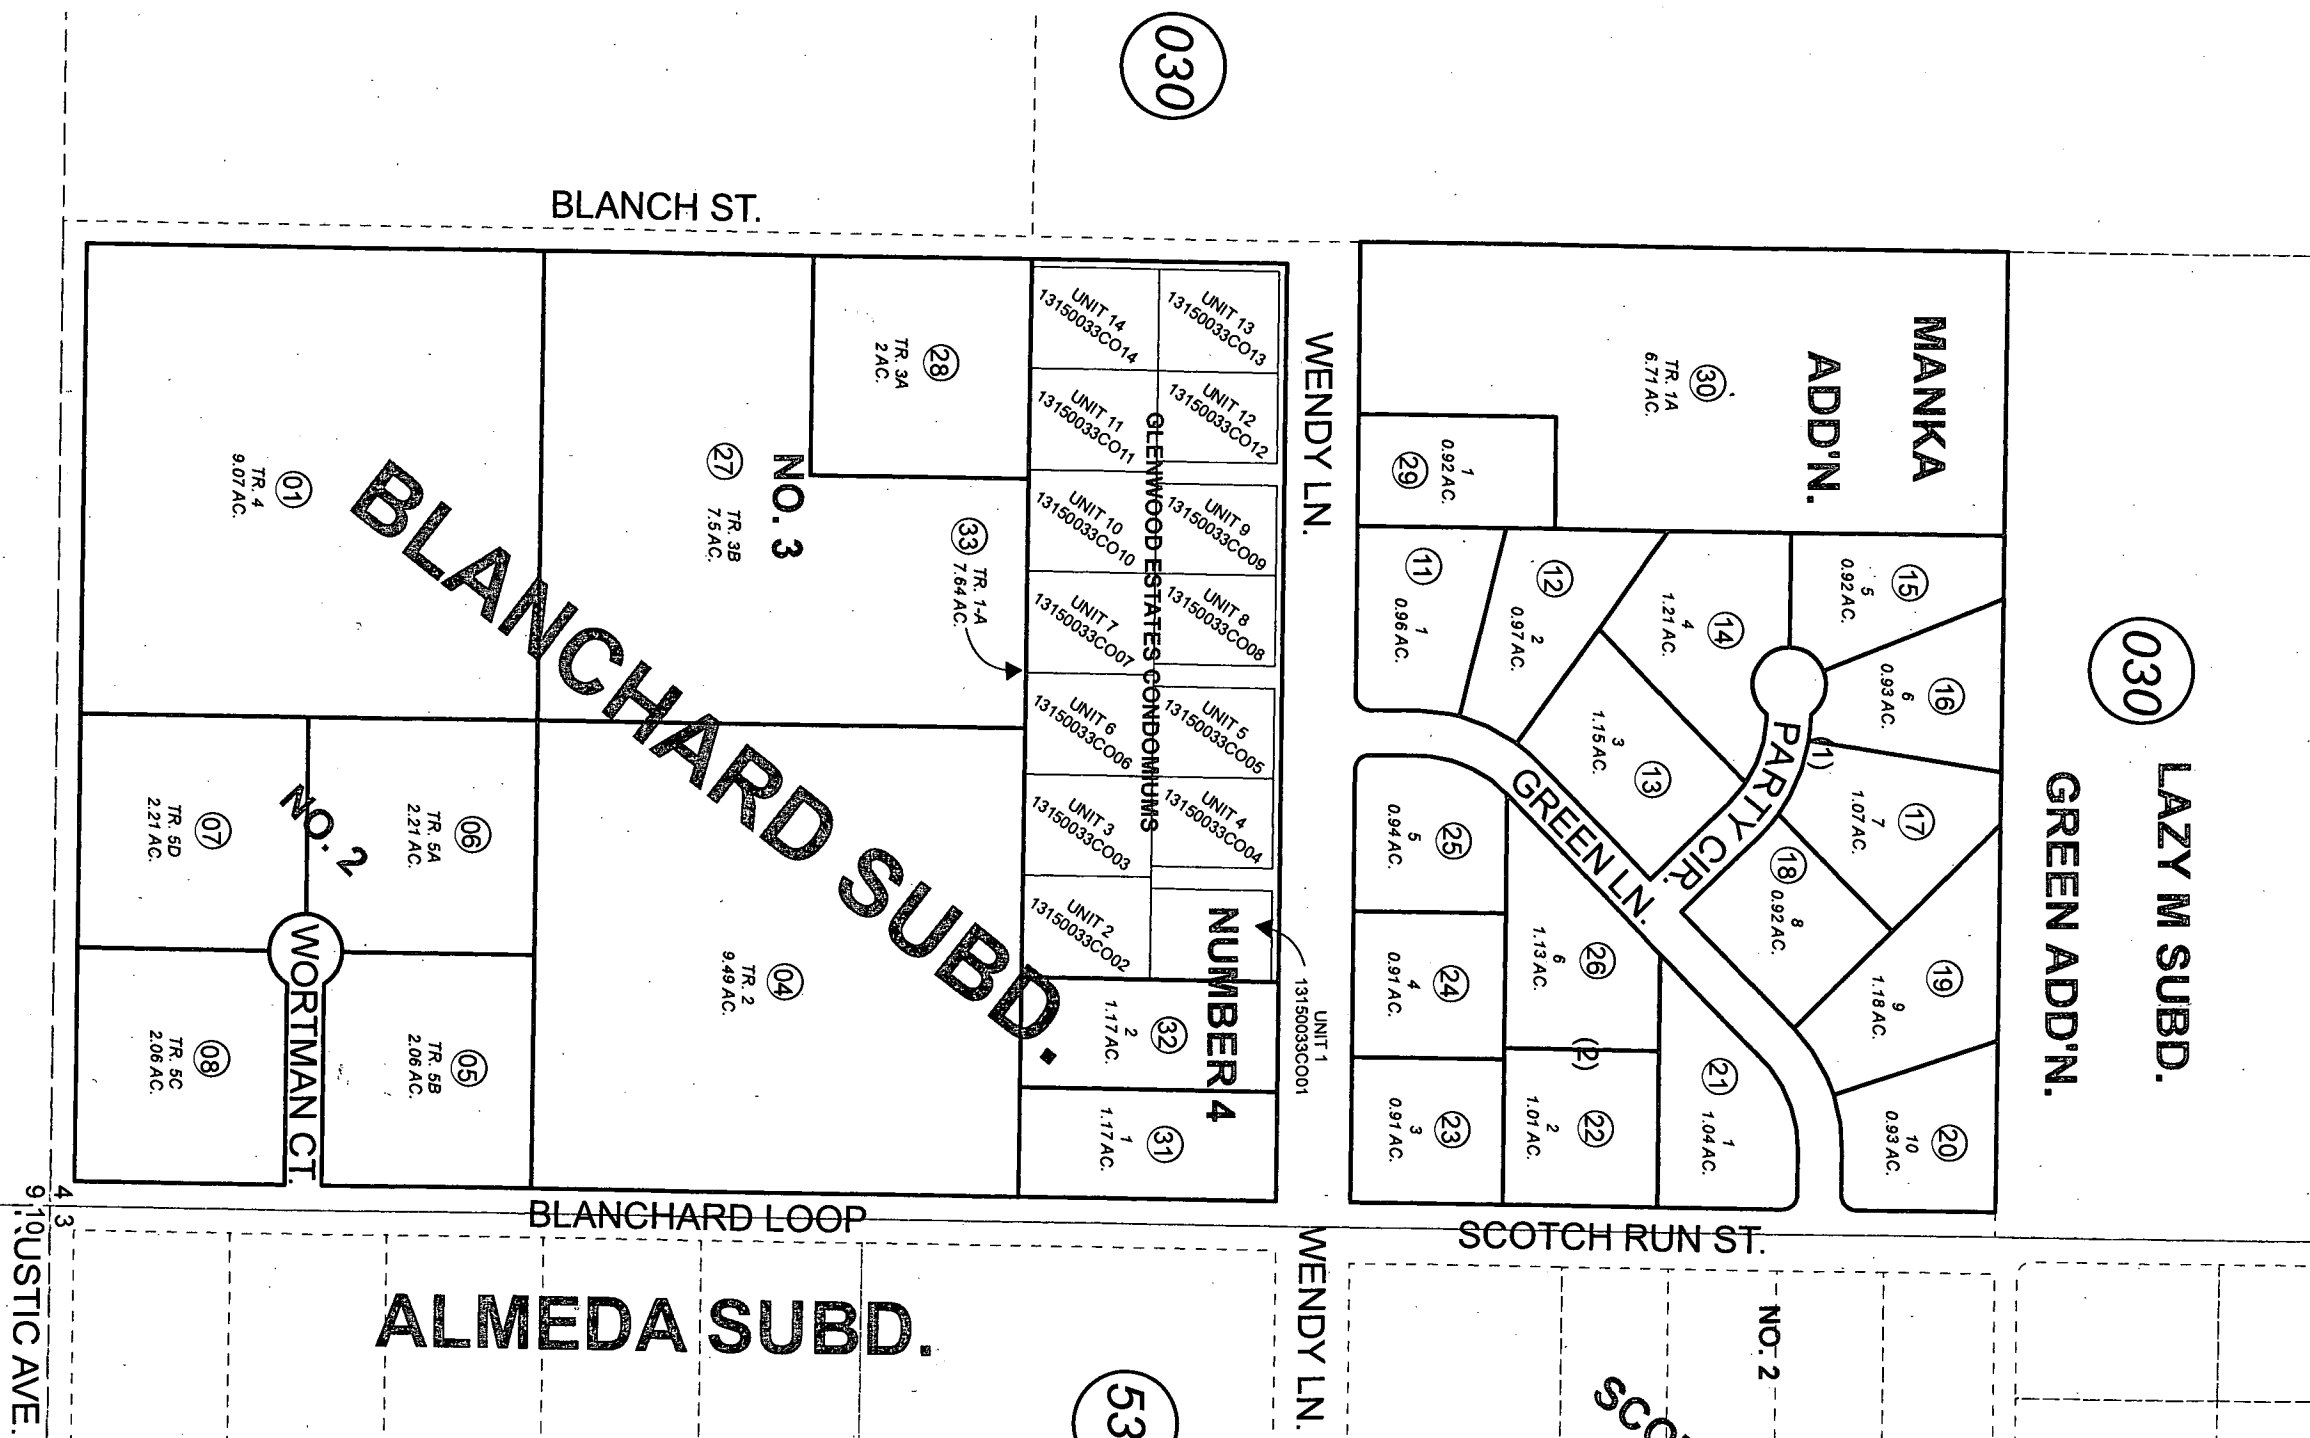 030
BLANCH ST.
MANKA
ADD'N.
30
TR. 1A
6.71 AC.
WENDY LN.
1
0.92 AC.
29
UNIT 13
13150033CO13
UNIT 14
13150033CO14
UNIT 12
13150033CO12
UNIT 11
13150033CO11
UNIT 9
13150033CO09
UNIT 10
13150033CO10
UNIT 8
13150033CO08
UNIT 7
13150033CO07
UNIT 5
13150033CO05
UNIT 6
13150033CO06
UNIT 4
13150033CO04
UNIT 3
13150033CO03
UNIT 2
13150033CO02
UNIT 1
13150033CO01
GLENWOOD ESTATES CONDOMIUMS
28
TR. 3A
2 AC.
NO. 3
27
TR. 3B
7.5 AC.
33
TR. 1-A
7.64 AC.
01
TR. 4
9.07 AC.
BLANCHARD SUBD.
NUMBER 4
04
TR. 2
9.49 AC.
32
2
1.17 AC.
31
1
1.17 AC.
NO. 2
06
TR. 5A
2.21 AC.
07
TR. 5D
2.21 AC.
05
TR. 5B
2.06 AC.
08
TR. 5C
2.06 AC.
WORTMAN CT.
030
LAZY M SUBD.
GREEN ADD'N.
11
1
0.96 AC.
12
2
0.97 AC.
13
3
1.15 AC.
14
4
1.21 AC.
15
5
0.92 AC.
16
6
0.93 AC.
17
7
1.07 AC.
18
8
0.92 AC.
19
9
1.18 AC.
20
10
0.93 AC.
(1)
PARTY CIR.
GREEN LN.
21
1
1.04 AC.
22
2
1.01 AC.
23
3
0.91 AC.
24
4
0.91 AC.
25
5
0.94 AC.
26
6
1.13 AC.
(2)
BLANCHARD LOOP
SCOTCH RUN ST.
WENDY LN.
4 3
9 10
RUSTIC AVE.
ALMEDA SUBD.
53
NO. 2